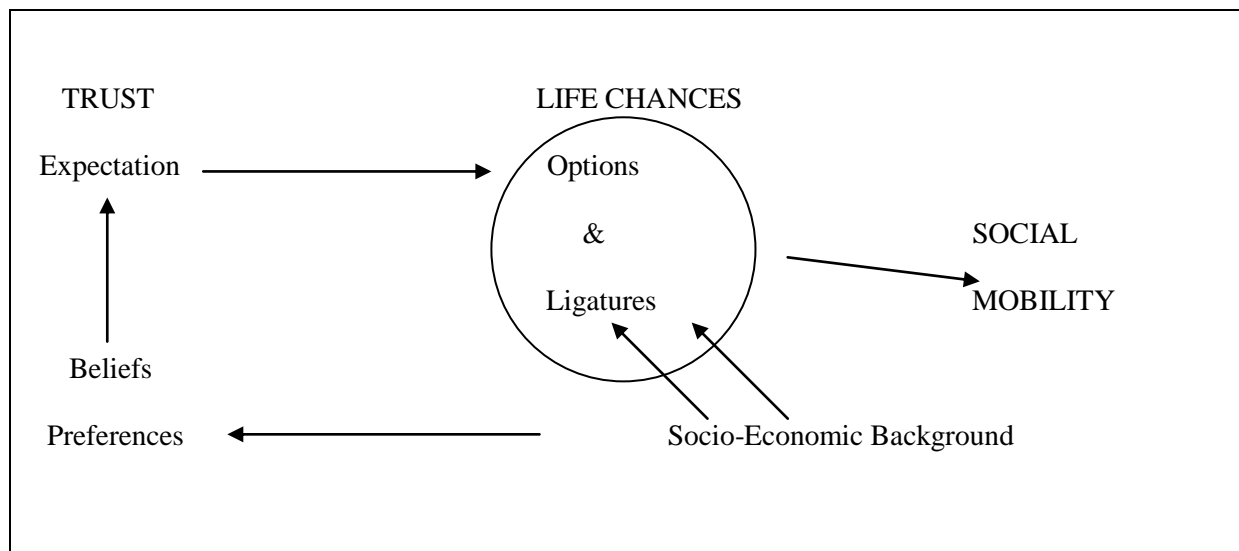 TRUST LIFE CHANCES
Expectation Options
& SOCIAL
Ligatures MOBILITY
Beliefs
Preferences Socio-Economic Background